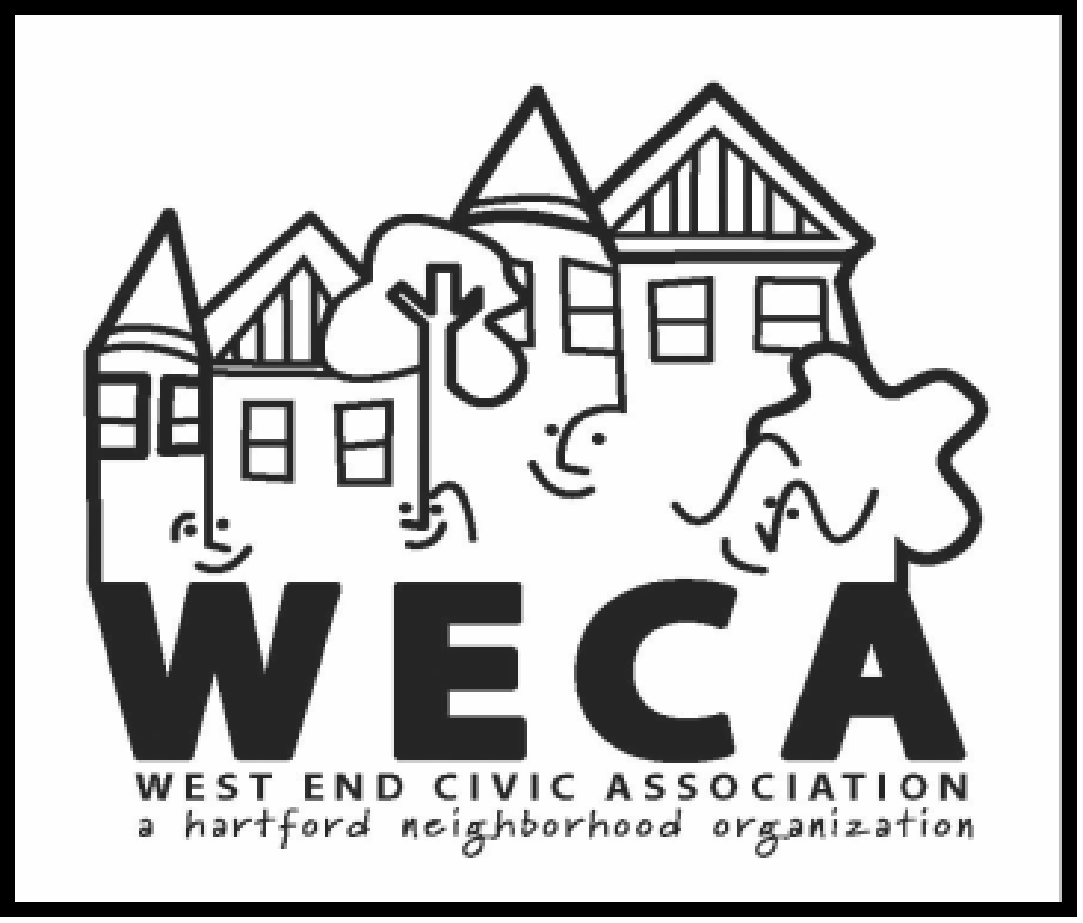 WECA
WEST END CIVIC ASSOCIATION
a hartford neighborhood organization